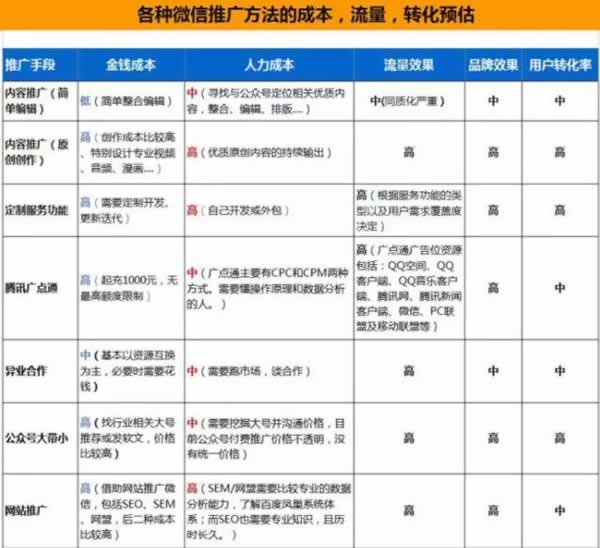 各种微信推广方法的成本，流量，转化预估
推广手段 金钱成本 人力成本 流量效果 品牌效果 用户转化率
内容推广（简
单编辑）
低（简单整合编辑）
中（寻找与公众号定位相关优质内
容，整合、编辑、排版....）
中(同质化严重）
中
中
内容推广（原
创创作）
高（创作成本比较高
、特别设计专业视频
、音频、漫画....）
高（优质原创内容的持续输出）
高
高
高
定制服务功能
高（需要定制开发、
更新迭代）
高（自己开发或外包）
高（根据服务功能的类
型以及用户需求覆盖度
决定）
高
高
腾讯广点通
高（起充1000元，无
最高额度限制）
中（广点通主要有CPC和CPM两种
方式。需要懂操作原理和数据分析
的人。）
高（广点通广告位资源
包括：QQ空间、QQ
客户端、QQ音乐客户
端、腾讯网、腾讯新闻
客户端、微信、PC联
盟及移动联盟等）
高
中
异业合作
中（基本以资源互换
为主，必要时需要花
钱）
中（需要跑市场，谈合作）
高
中
中
公众号大带小
高（找行业相关大号
推荐或发软文，价格
比较高）
中（需要挖掘大号并沟通价格，目
前公众号付费推广价格不透明，没
有统一价格）
高
高
高
网站推广
高（借助网站推广微
信，包括SEO、SEM
、网盟，后二种成本
比较高）
高（SEM/网盟需要比较专业的数据
分析能力，了解百度凤巢系统体
系；而SEO也需要专业知识，且历
时长久。）
高
高
中